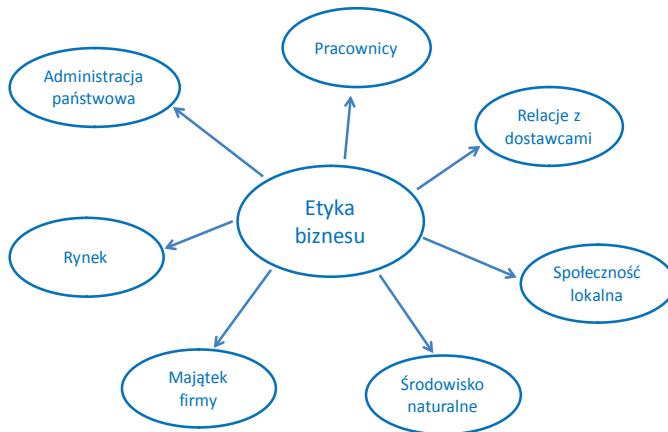 Pracownicy
Administracja
państwowa
Relacje z
dostawcami
Etyka
biznesu
Rynek
Społeczność
lokalna
Majątek
firmy
Środowisko
naturalne